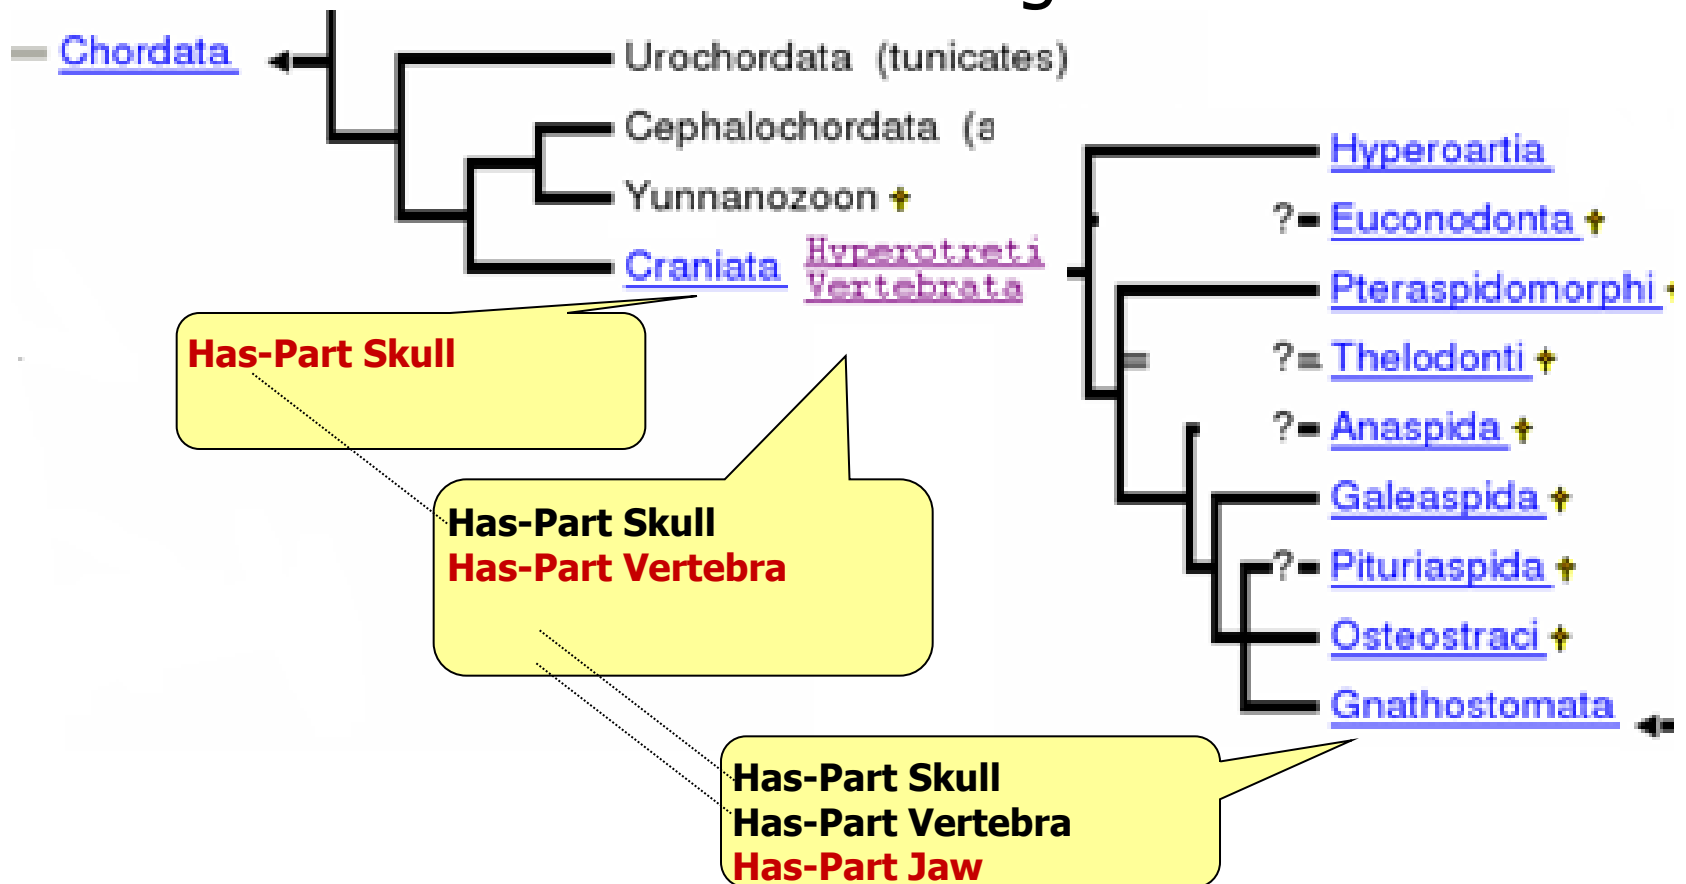 Chordata
Urochordata (tunicates)
Cephalochordata (a
Yunnanozoon †
Craniata
Hyperotreti
Vertebrata
Hyperoartia
? Euconodonta †
Pteraspidomorphi
? Thelodonti †
? Anaspida †
Galeaspida †
? Pituriaspida †
Osteostraci †
Gnathostomata
Has-Part Skull
Has-Part Skull
Has-Part Vertebra
Has-Part Skull
Has-Part Vertebra
Has-Part Jaw